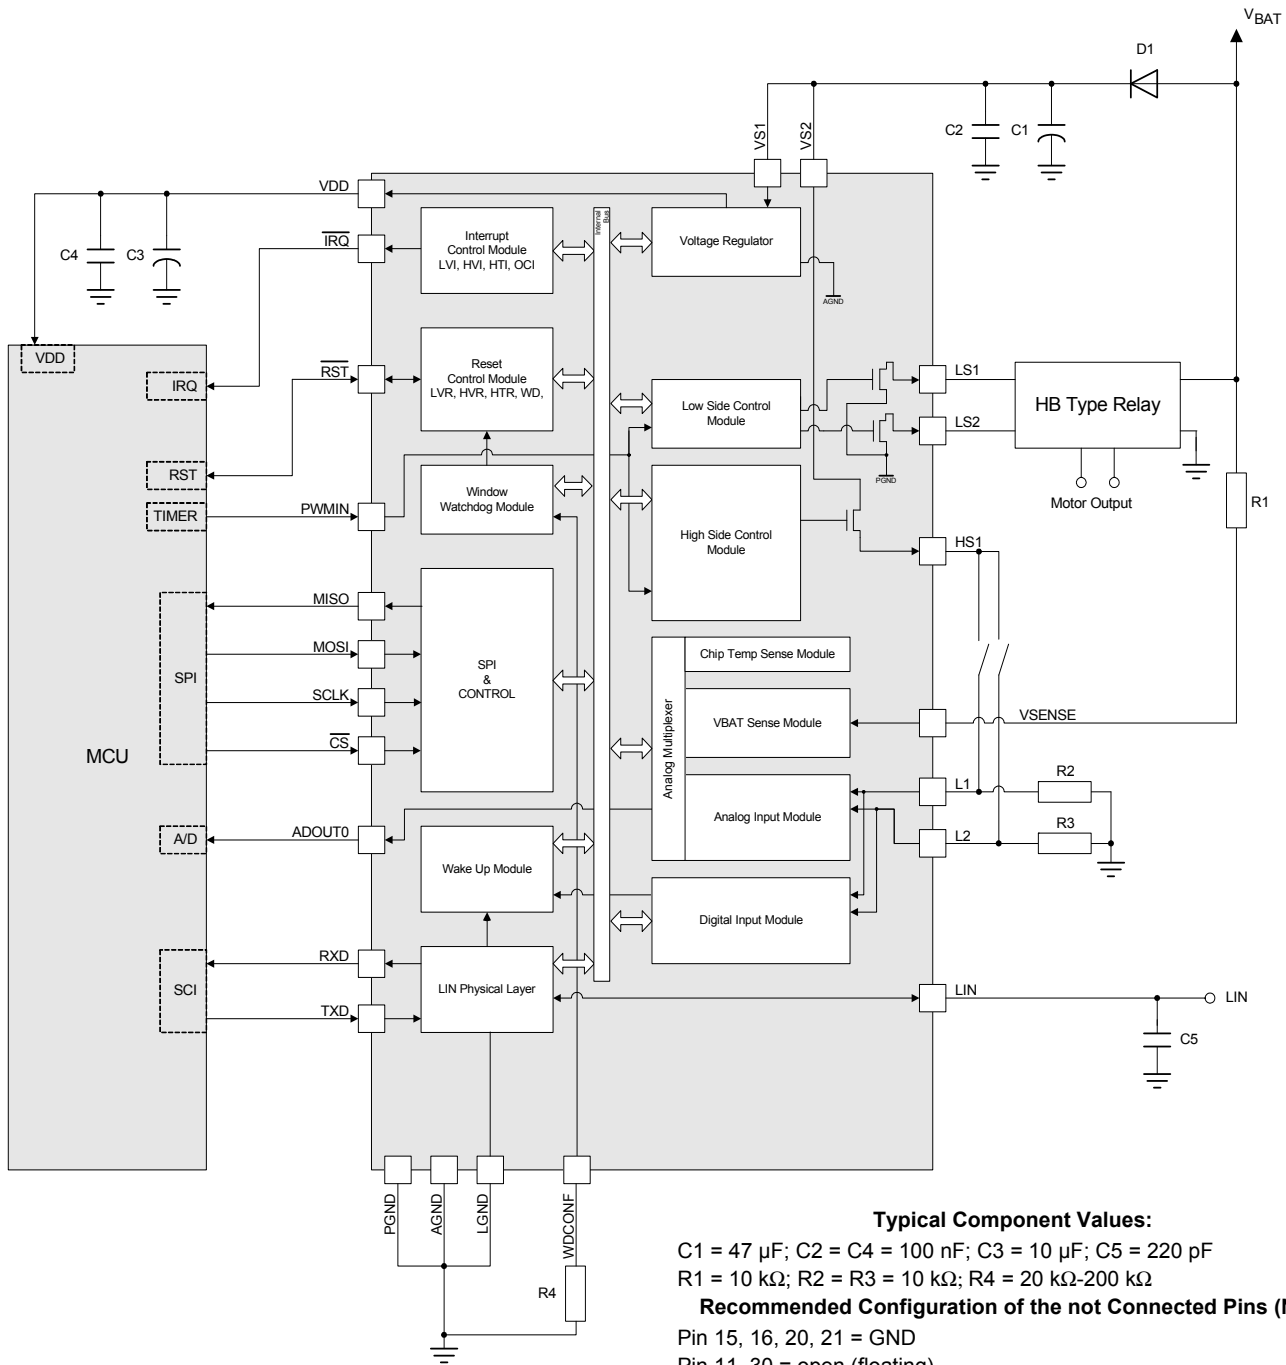 VBAT
D1
VS1
VS2
C2
C1
VDD
IRQ
C4
C3
Interrupt
Control Module
LVI, HVI, HTI, OCI
Internal
Bus
Voltage Regulator
AGND
VDD
IRQ
RST
Reset
Control Module
LVR, HVR, HTR, WD,
Low Side Control
Module
LS1
LS2
HB Type Relay
PGND
Motor Output
RST
TIMER
PWMIN
Window
Watchdog Module
High Side Control
Module
R1
HS1
MISO
MOSI
SCLK
CS
SPI
SPI
&
CONTROL
MCU
Analog Multiplexer
Chip Temp Sense Module
VBAT Sense Module
VSENSE
Analog Input Module
L1
R2
L2
R3
A/D
ADOUT0
Wake Up Module
Digital Input Module
RXD
SCI
TXD
LIN Physical Layer
LIN
LIN
C5
PGND
AGND
LGND
WDCONF
R4
Typical Component Values:
C1 = 47 µF; C2 = C4 = 100 nF; C3 = 10 µF; C5 = 220 pF
R1 = 10 kΩ; R2 = R3 = 10 kΩ; R4 = 20 kΩ-200 kΩ
Recommended Configuration of the not Connected Pins (
Pin 15, 16, 20, 21 = GND
Pin 11, 30 = open (floating)